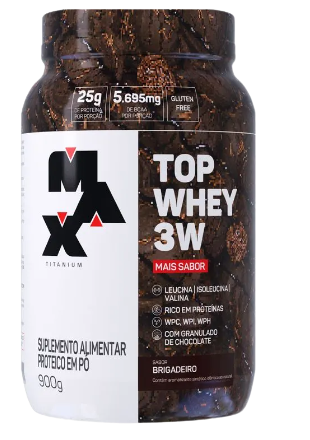 25g
DE PROTEÍNA
POR PORÇÃO
5.695mg
DE BCAA
POR PORÇÃO
GLUTEN
FREE
MAX
TITANIUM
TOP
WHEY
3W
MAIS SABOR
LEUCINA | ISOLEUCINA |
VALINA
RICO EM PROTEÍNAS
WPC, WPI, WPH
COM GRANULADO
DE CHOCOLATE
SUPLEMENTO ALIMENTAR
PROTEICO EM PÓ
900g
SABOR
BRIGADEIRO